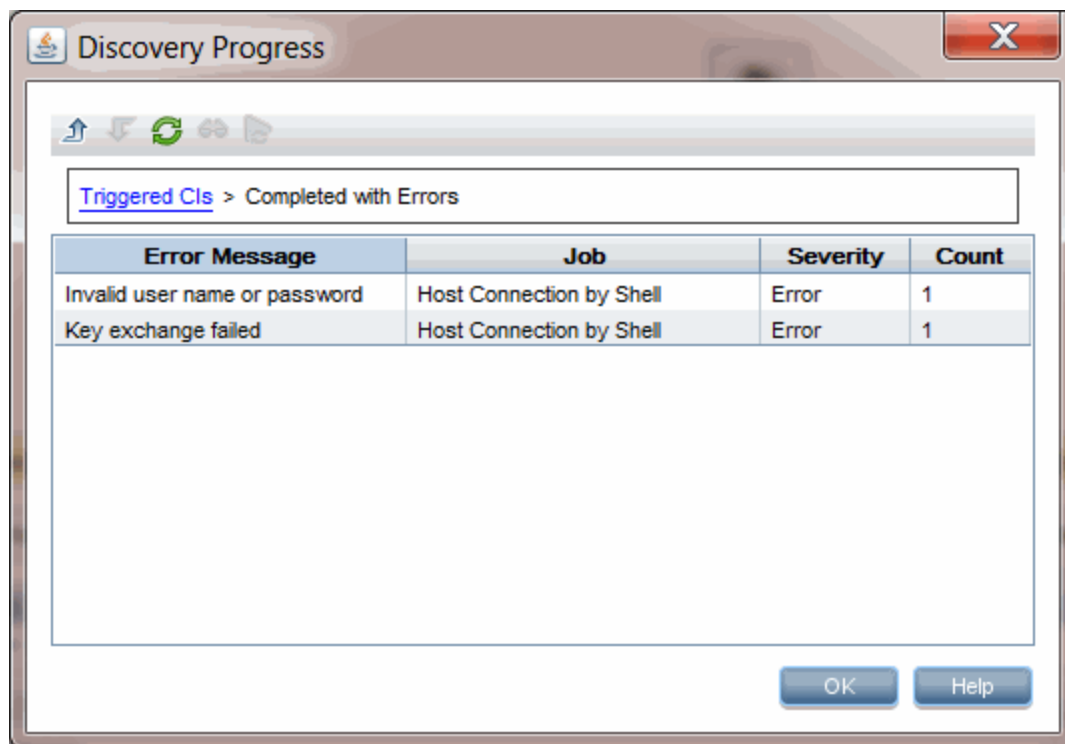 Discovery Progress
Triggered CIs > Completed with Errors
Error Message Job Severity Count
Invalid user name or password Host Connection by Shell Error 1
Key exchange failed Host Connection by Shell Error 1
OK Help